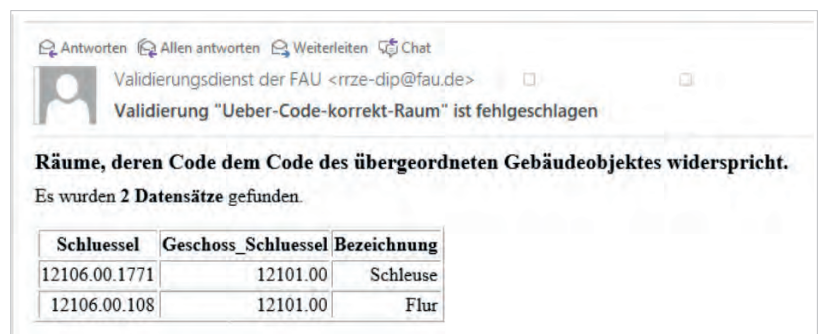 Antworten Allen antworten Weiterleiten Chat
Validierungsdienst der FAU <rrze-dip@fau.de>
Validierung "Ueber-Code-korrekt-Raum" ist fehlgeschlagen
Räume, deren Code dem Code des übergeordneten Gebäudeobjektes widerspricht.
Es wurden 2 Datensätze gefunden.
Schluessel Geschoss_Schluessel Bezeichnung
12106.00.1771 12101.00 Schleuse
12106.00.108 12101.00 Flur